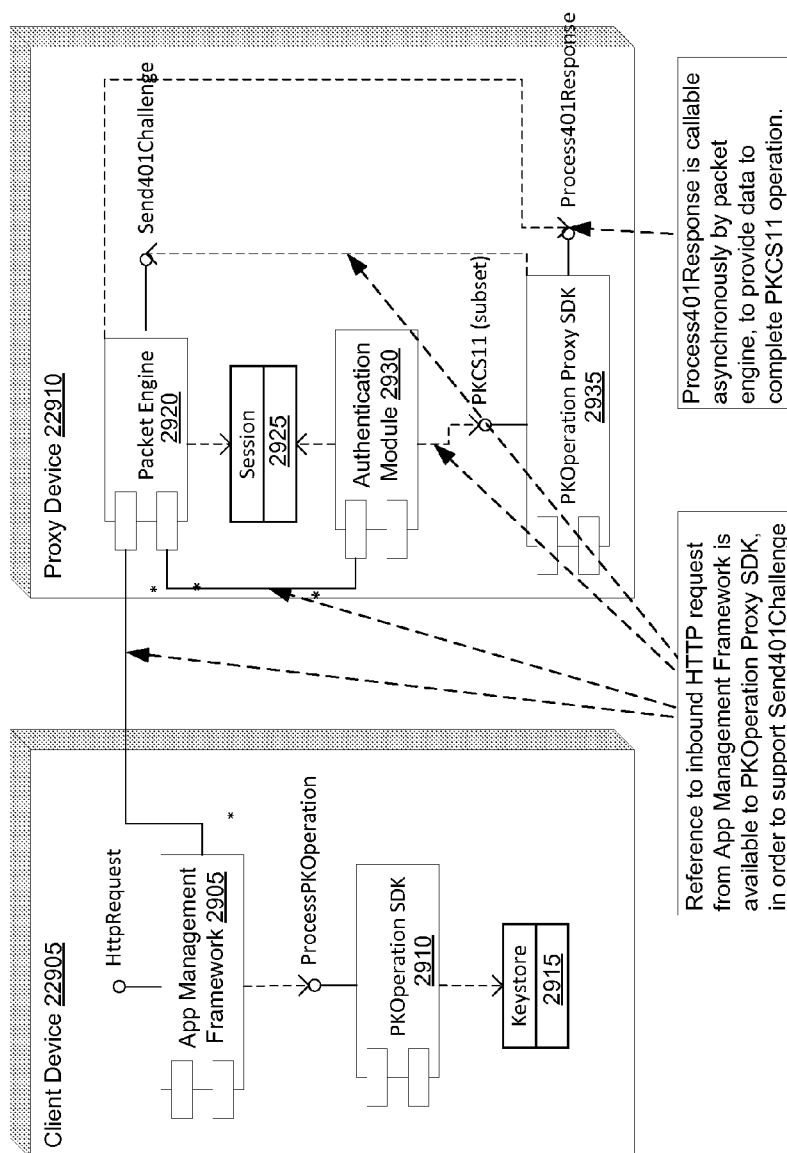 Client Device 22905
HttpRequest
App Management
Framework 2905
*
ProcessPKOperation
PKOperation SDK
2910
Keystore
2915
Proxy Device 22910
Packet Engine
2920
Send401Challenge
*
*
*
Session
2925
Authentication
Module 2930
PKCS11 (subset)
PKOperation Proxy SDK
2935
Process401Response
Reference to inbound HTTP request
from App Management Framework is
available to PKOperation Proxy SDK,
in order to support Send401Challenge
Process401Response is callable
asynchronously by packet
engine, to provide data to
complete PKCS11 operation.